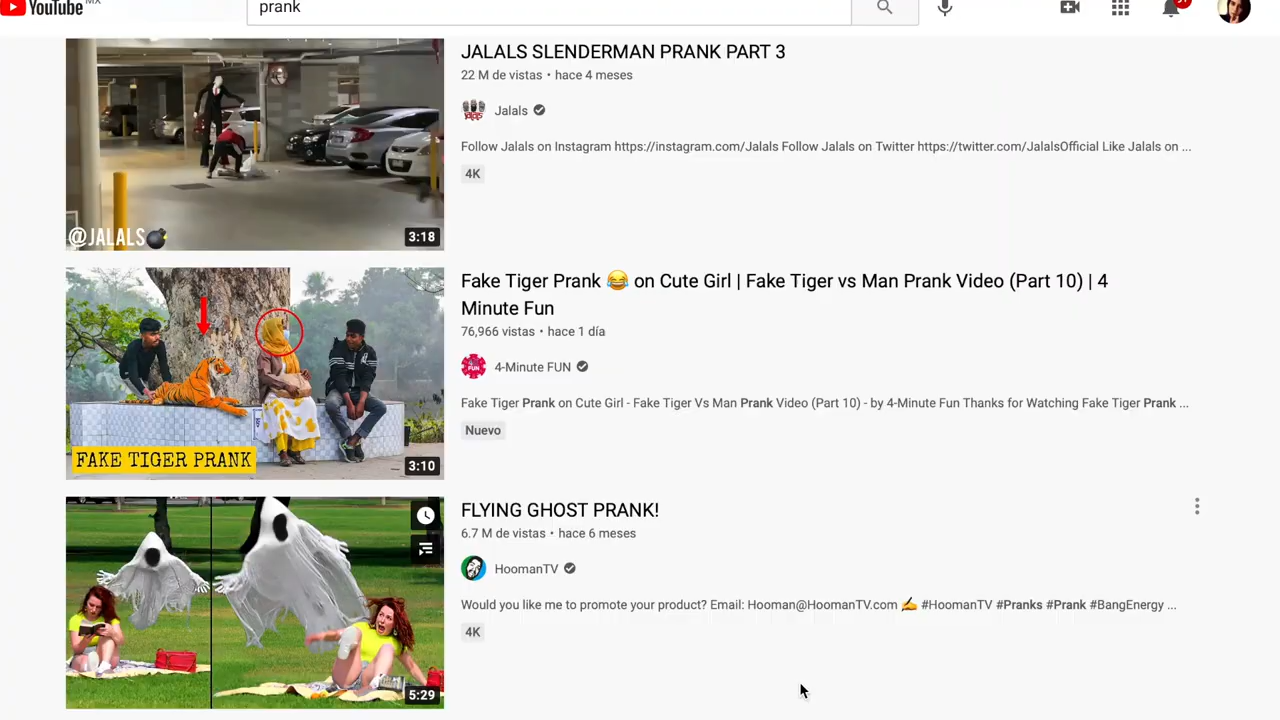 YouTube MX
prank
JALALS SLENDERMAN PRANK PART 3
22 M de vistas • hace 4 meses
Jalals
Follow Jalals on Instagram https://instagram.com/Jalals Follow Jalals on Twitter https://twitter.com/JalalsOfficial Like Jalals on ...
4K
@JALALS
3:18
Fake Tiger Prank 😂 on Cute Girl | Fake Tiger vs Man Prank Video (Part 10) | 4
Minute Fun
76,966 vistas • hace 1 día
FUN
4-Minute FUN
Fake Tiger Prank on Cute Girl - Fake Tiger Vs Man Prank Video (Part 10) - by 4-Minute Fun Thanks for Watching Fake Tiger Prank ...
Nuevo
FAKE TIGER PRANK
3:10
FLYING GHOST PRANK!
6.7 M de vistas • hace 6 meses
HoomanTV
Would you like me to promote your product? Email: Hooman@HoomanTV.com ✍️ #HoomanTV #Pranks #Prank #BangEnergy ...
4K
5:29